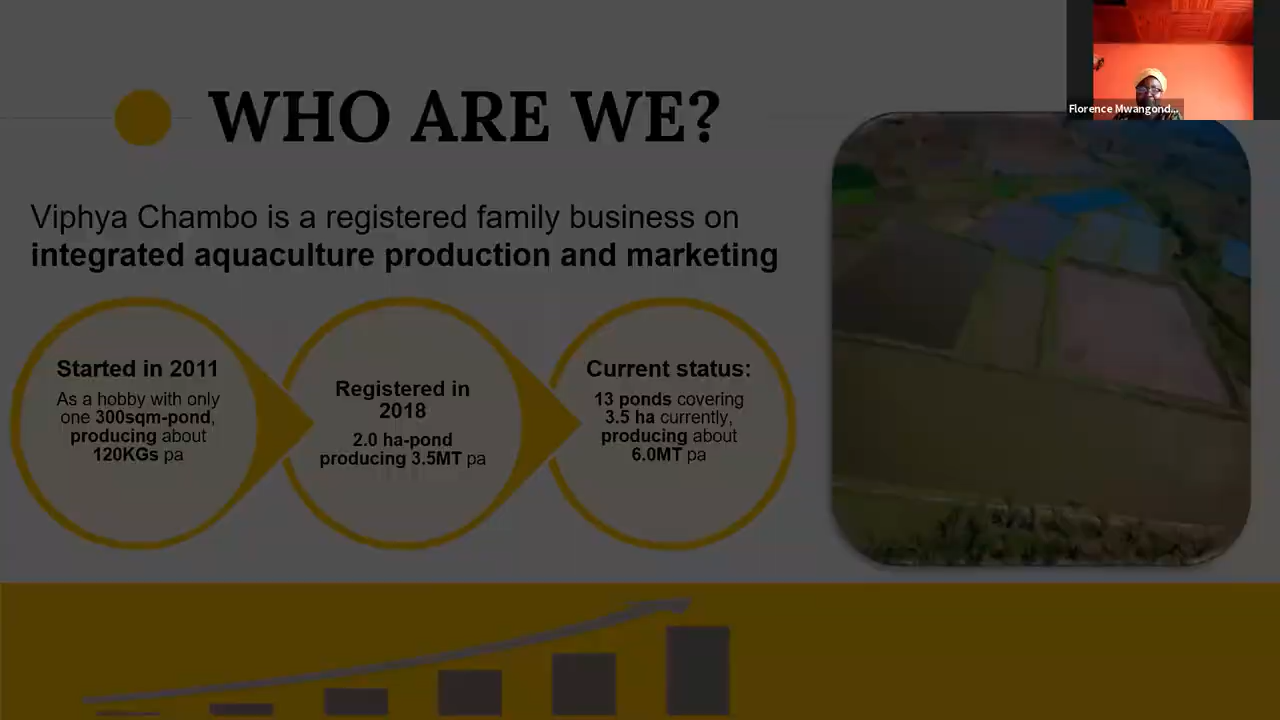 Florence Mwangond...
WHO ARE WE?
Viphya Chambo is a registered family business on
integrated aquaculture production and marketing
Started in 2011
As a hobby with only
one 300sqm-pond,
producing about
120KGs pa
Registered in
2018
2.0 ha-pond
producing 3.5MT pa
Current status:
13 ponds covering
3.5 ha currently,
producing about
6.0MT pa